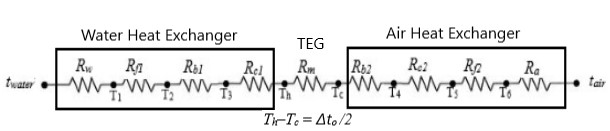 Water Heat Exchanger TEG Air Heat Exchanger
Rw Rf1 Rb1 Rc1 Rm Rb2 Rc2 Rf2 Ra
twater T1 T2 T3 Th Tc T4 T5 T6 tair
Th–Tc = Δto/2